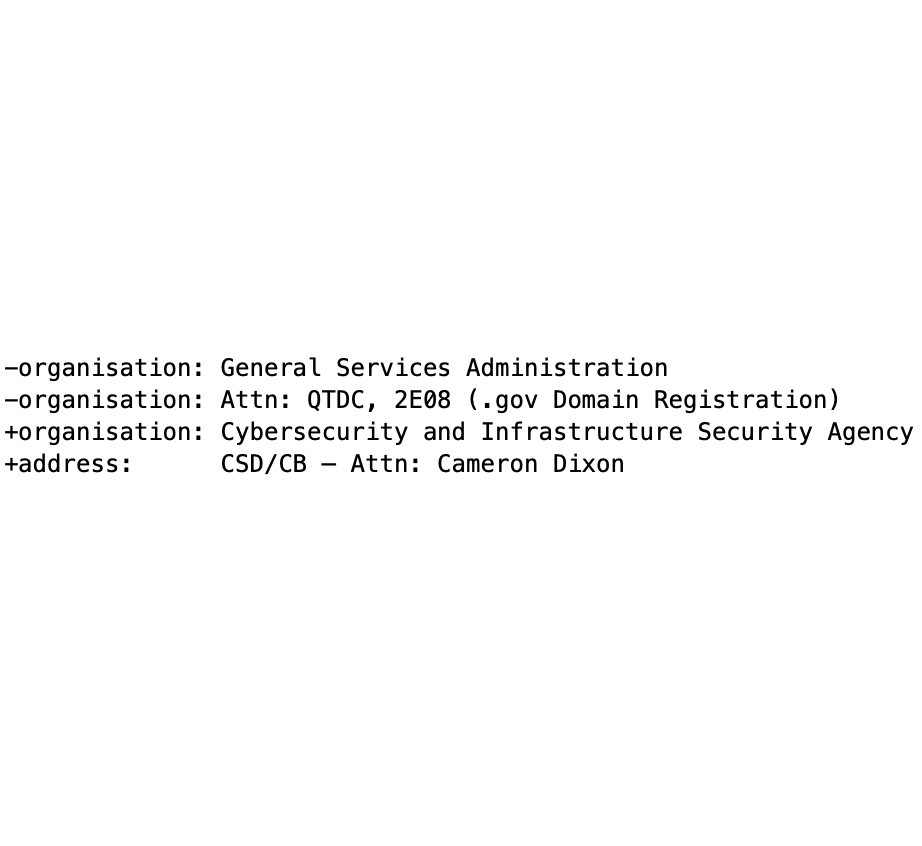 –organisation: General Services Administration
–organisation: Attn: QTDC, 2E08 (.gov Domain Registration)
+organisation: Cybersecurity and Infrastructure Security Agency
+address:      CSD/CB – Attn: Cameron Dixon